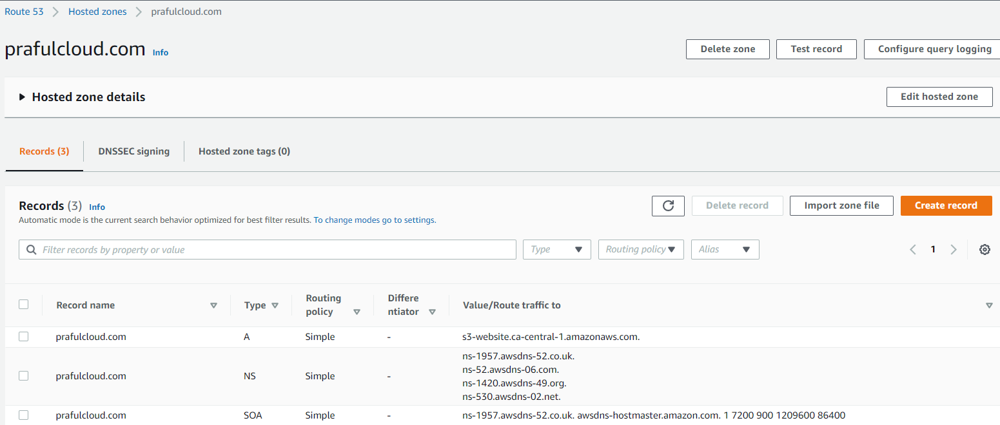 Route 53 Hosted zones prafulcloud.com
prafulcloud.com Info
Delete zone Test record Configure query logging
Hosted zone details Edit hosted zone
Records (3) DNSSEC signing Hosted zone tags (0)
Records (3) Info
Delete record Import zone file Create record
Automatic mode is the current search behavior optimized for best filter results. To change modes go to settings.
Filter records by property or value Type Routing policy Alias 1
Record name Type Routing policy Differe ntiator Value/Route traffic to
prafulcloud.com A Simple - s3-website.ca-central-1.amazonaws.com.
prafulcloud.com NS Simple - ns-1957.awsdns-52.co.uk.
ns-52.awsdns-06.com.
ns-1420.awsdns-49.org.
ns-530.awsdns-02.net.
prafulcloud.com SOA Simple - ns-1957.awsdns-52.co.uk. awsdns-hostmaster.amazon.com. 1 7200 900 1209600 86400